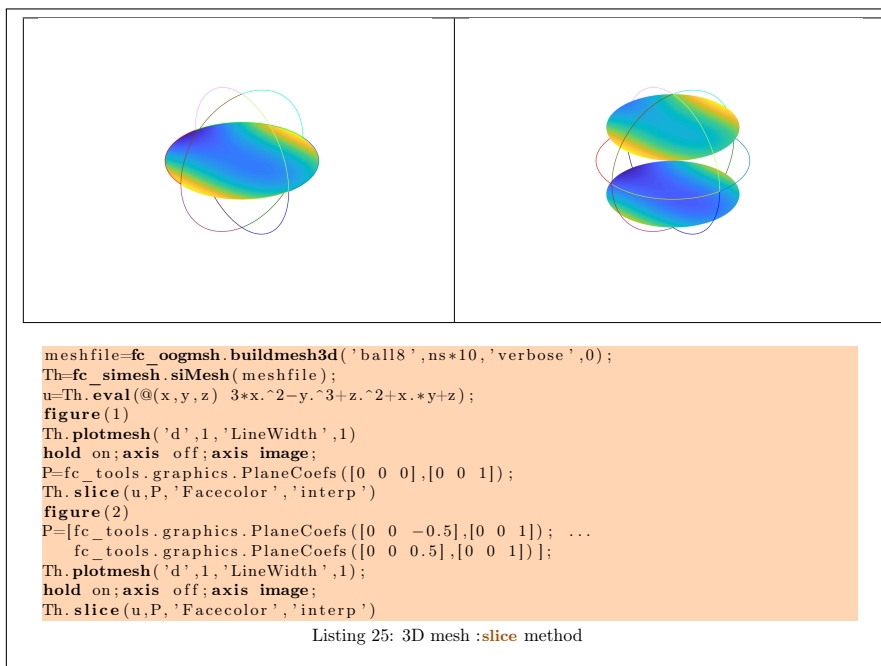 meshfile=fc_oogmsh.buildmesh3d('ball8',ns*10,'verbose',0);
Th=fc_simesh.siMesh(meshfile);
u=Th.eval(@(x,y,z) 3*x.^2−y.^3+z.^2+x.*y+z);
figure(1)
Th.plotmesh('d',1,'LineWidth',1)
hold on;axis off;axis image;
P=fc_tools.graphics.PlaneCoefs([0 0 0],[0 0 1]);
Th.slice(u,P,'Facecolor','interp')
figure(2)
P=[fc_tools.graphics.PlaneCoefs([0 0 −0.5],[0 0 1]); ...
fc_tools.graphics.PlaneCoefs([0 0 0.5],[0 0 1])];
Th.plotmesh('d',1,'LineWidth',1);
hold on;axis off;axis image;
Th.slice(u,P,'Facecolor','interp')
Listing 25: 3D mesh :slice method